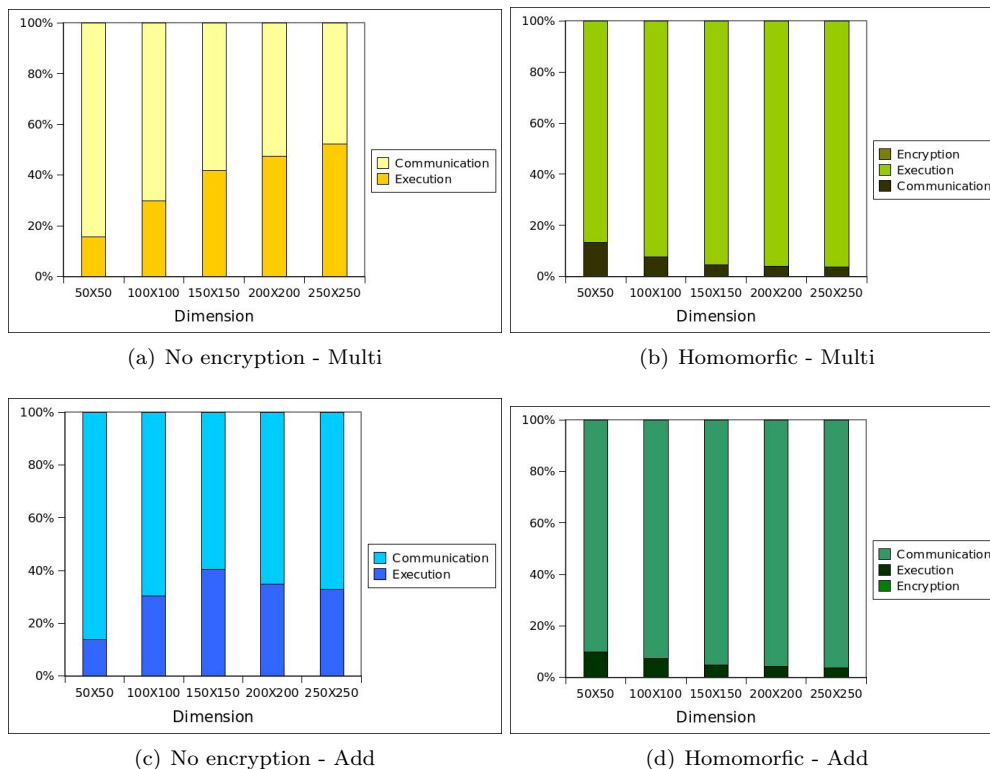 100%
80%
60%
40%
20%
0%
50X50 100X100 150X150 200X200 250X250
Dimension
Communication
Execution
(a) No encryption - Multi
100%
80%
60%
40%
20%
0%
50X50 100X100 150X150 200X200 250X250
Dimension
Encryption
Execution
Communication
(b) Homomorfic - Multi
100%
80%
60%
40%
20%
0%
50X50 100X100 150X150 200X200 250X250
Dimension
Communication
Execution
(c) No encryption - Add
100%
80%
60%
40%
20%
0%
50X50 100X100 150X150 200X200 250X250
Dimension
Communication
Execution
Encryption
(d) Homomorfic - Add